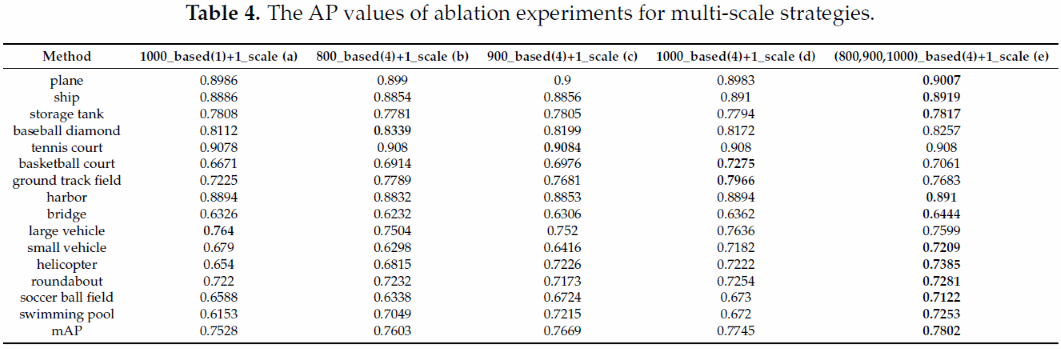 Table 4. The AP values of ablation experiments for multi-scale strategies.
Method 1000_based(1)+1_scale (a) 800_based(4)+1_scale (b) 900_based(4)+1_scale (c) 1000_based(4)+1_scale (d) (800,900,1000)_based(4)+1_scale (e)
plane 0.8986 0.899 0.9 0.8983 0.9007
ship 0.8886 0.8854 0.8856 0.891 0.8919
storage tank 0.7808 0.7781 0.7805 0.7794 0.7817
baseball diamond 0.8112 0.8339 0.8199 0.8172 0.8257
tennis court 0.9078 0.908 0.9084 0.908 0.908
basketball court 0.6671 0.6914 0.6976 0.7275 0.7061
ground track field 0.7225 0.7789 0.7681 0.7966 0.7683
harbor 0.8894 0.8832 0.8853 0.8894 0.891
bridge 0.6326 0.6232 0.6306 0.6362 0.6444
large vehicle 0.764 0.7504 0.752 0.7636 0.7599
small vehicle 0.679 0.6298 0.6416 0.7182 0.7209
helicopter 0.654 0.6815 0.7226 0.7222 0.7385
roundabout 0.722 0.7232 0.7173 0.7254 0.7281
soccer ball field 0.6588 0.6338 0.6724 0.673 0.7122
swimming pool 0.6153 0.7049 0.7215 0.672 0.7253
mAP 0.7528 0.7603 0.7669 0.7745 0.7802